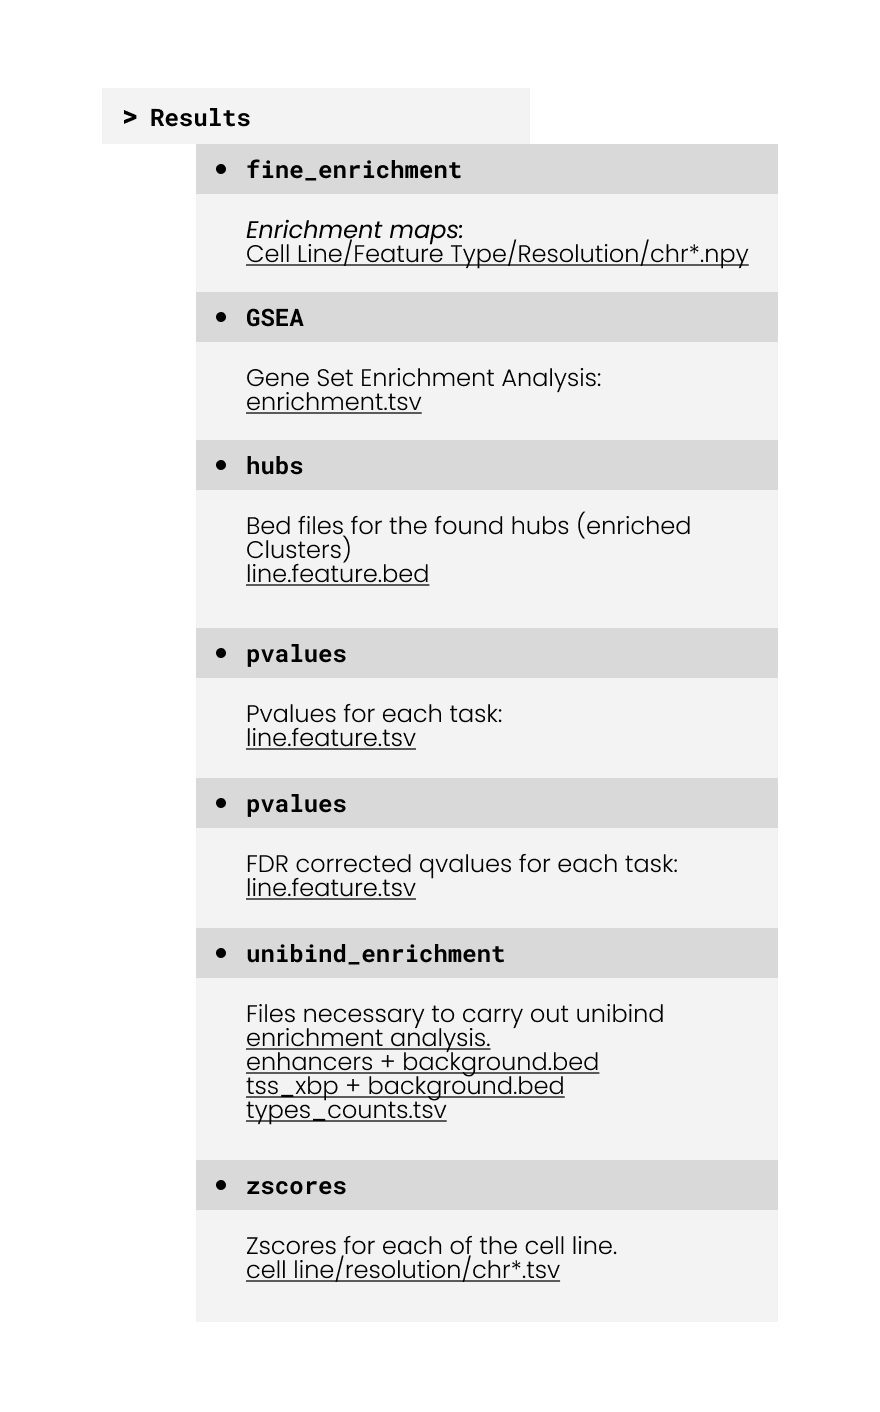 > Results
• fine_enrichment
Enrichment maps:
Cell Line/Feature Type/Resolution/chr*.npy
• GSEA
Gene Set Enrichment Analysis:
enrichment.tsv
• hubs
Bed files for the found hubs (enriched
Clusters)
line.feature.bed
• pvalues
Pvalues for each task:
line.feature.tsv
• pvalues
FDR corrected qvalues for each task:
line.feature.tsv
• unibind_enrichment
Files necessary to carry out unibind
enrichment analysis.
enhancers + background.bed
tss_xbp + background.bed
types_counts.tsv
• zscores
Zscores for each of the cell line.
cell line/resolution/chr*.tsv